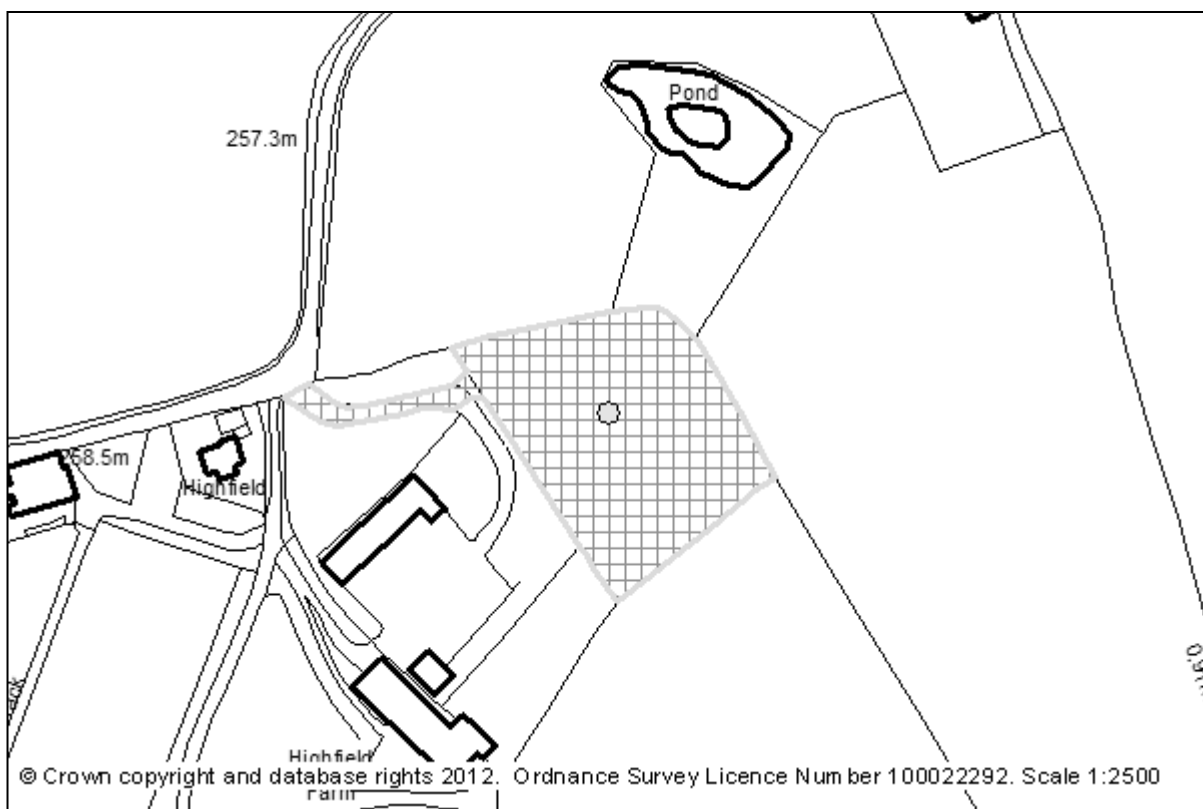 Pond
257.3m
258.5m
Highfield
Highfield
© Crown copyright and database rights 2012. Ordnance Survey Licence Number 100022292. Scale 1:2500
Farm